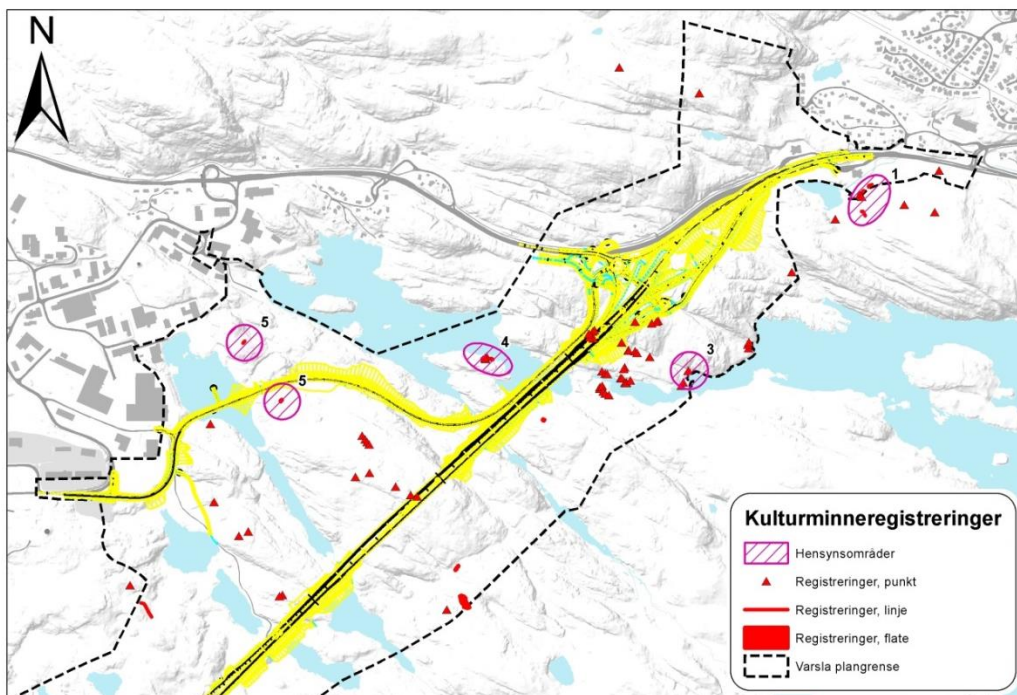 N
1
5
4
3
5
Kulturminneregistreringer
Hensynsområder
Registreringer, punkt
Registreringer, linje
Registreringer, flate
Varsla plangrense